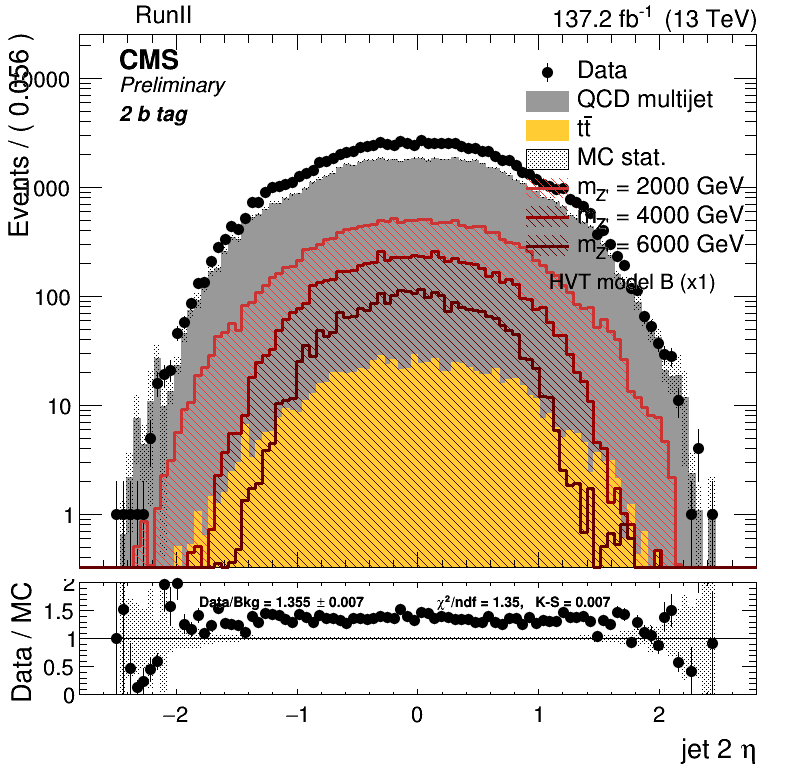 RunII 137.2 fb⁻¹ (13 TeV)
CMS
Preliminary
2 b tag
Data
QCD multijet
tt̄
MC stat.
m_Z' = 2000 GeV
m_Z' = 4000 GeV
m_Z' = 6000 GeV
HVT model B (x1)
Events / ( 0.056 )
10000
1000
100
10
1
Data/Bkg = 1.355 ± 0.007 χ²/ndf = 1.35, K-S = 0.007
Data / MC
2
1.5
1
0.5
0
−2 −1 0 1 2
jet 2 η